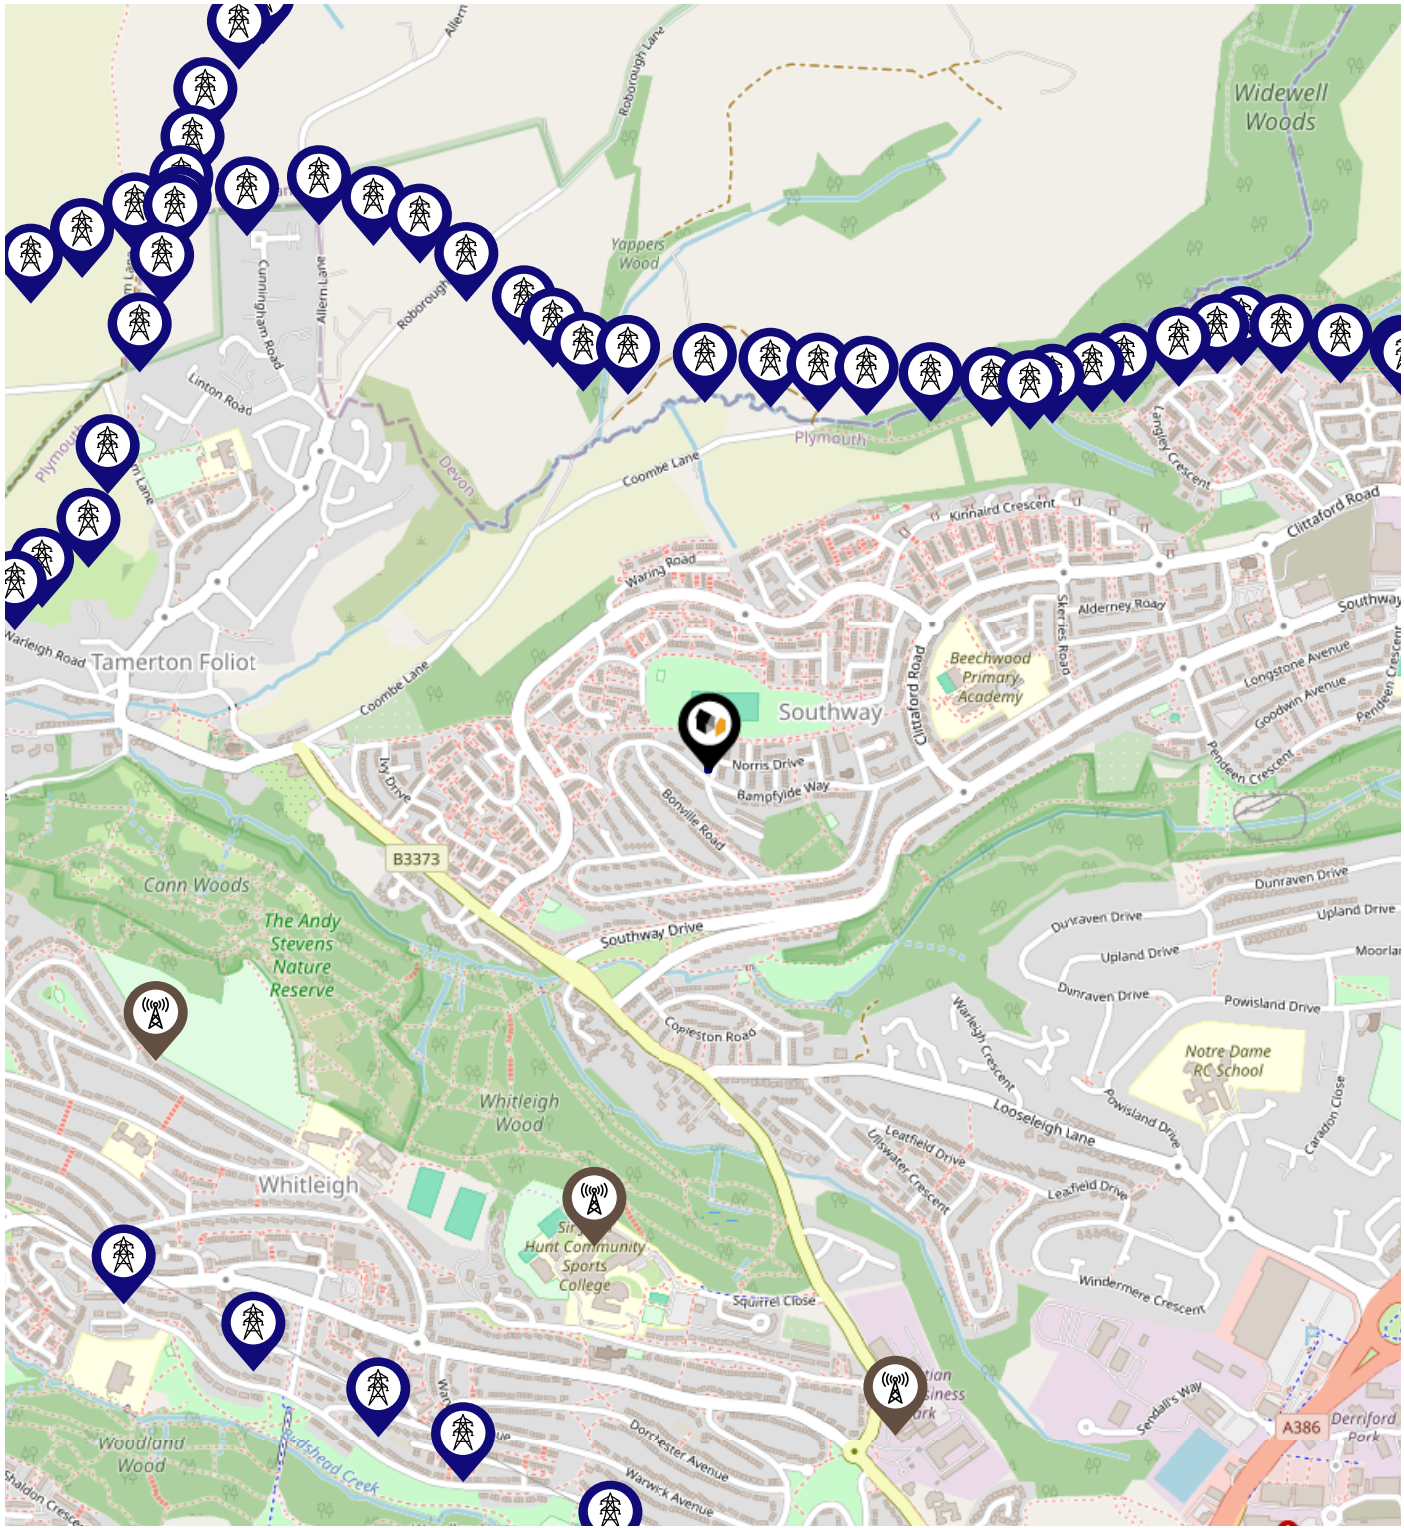 Allern
Roborough Lane
Widewell
Woods
Yappers
Wood
Cunningham Road
Allern Lane
Roborough
Linton Road
Plymouth
Devon
Coombe Lane
Plymouth
Langley Crescent
Clittaford Road
Kinnaird Crescent
Waring Road
Skerries Road
Alderney Road
Southway
Warleigh Road
Tamerton Foliot
Coombe Lane
Clittaford Road
Beechwood
Primary
Academy
Longstone Avenue
Goodwin Avenue
Pendeen Crescent
Pendeen Crescent
Southway
Norris Drive
Bampfylde Way
Ivy Drive
Bonville Road
B3373
Cann Woods
The Andy
Stevens
Nature
Reserve
Southway Drive
Dunraven Drive
Dunraven Drive
Upland Drive
Upland Drive
Dunraven Drive
Powisland Drive
Copleston Road
Warleigh Crescent
Notre Dame
RC School
Caradon Close
Powisland Drive
Looseleigh Lane
Whitleigh
Wood
Leatfield Drive
Ullswater Crescent
Leafield Drive
Whitleigh
Hunt Community
Sports
College
Squirrel Close
Windermere Crescent
Sendall's Way
A386
Derriford
Park
Woodland
Wood
Budshead Creek
Dorchester Avenue
Warwick Avenue
P